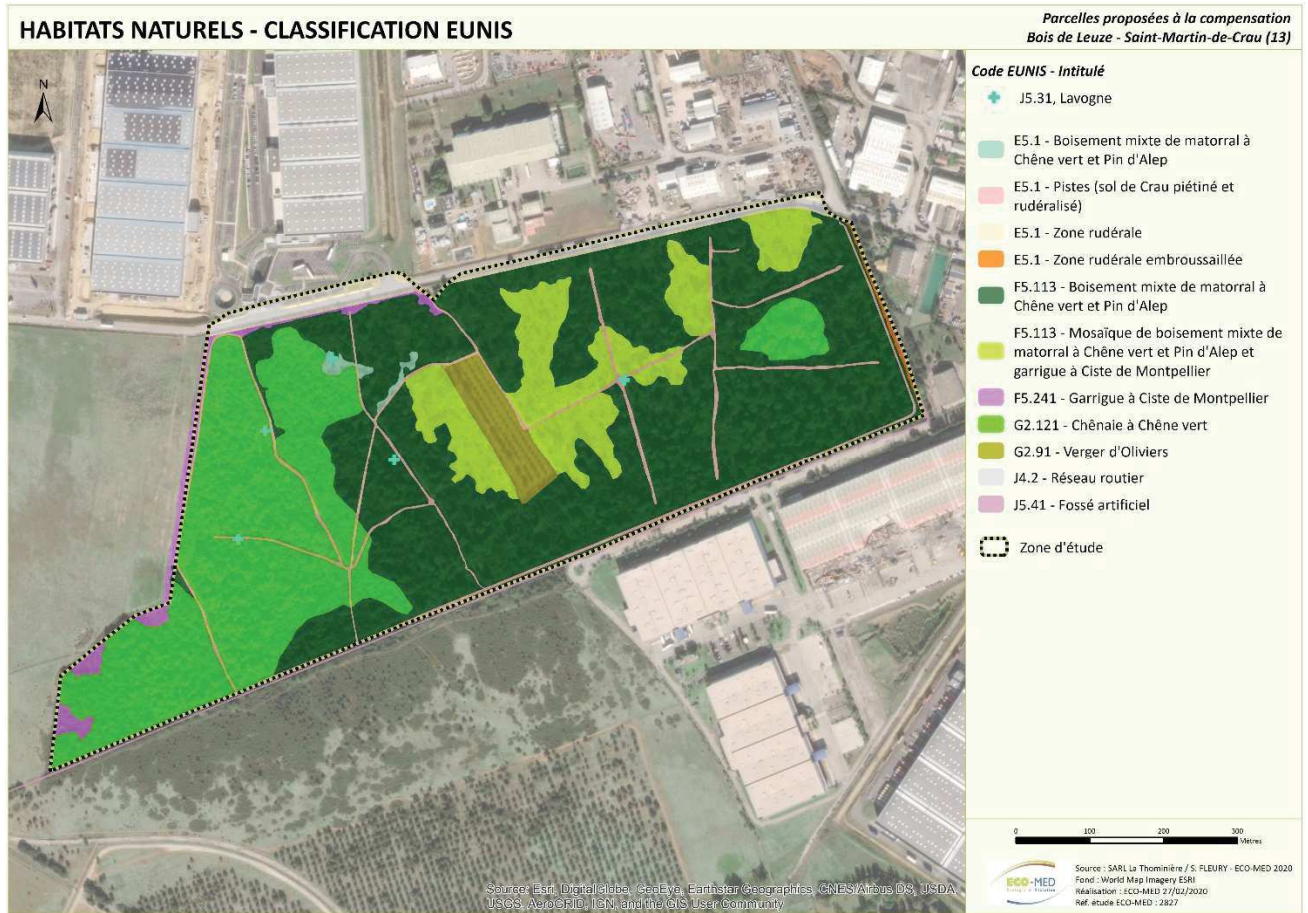 HABITATS NATURELS - CLASSIFICATION EUNIS
Parcelles proposées à la compensation
Bois de Leuze - Saint-Martin-de-Crau (13)
N
Code EUNIS - Intitulé
J5.31, Lavogne
E5.1 - Boisement mixte de matorral à
Chêne vert et Pin d'Alep
E5.1 - Pistes (sol de Crau piétiné et
rudéralisé)
E5.1 - Zone rudérale
E5.1 - Zone rudérale embroussaillée
F5.113 - Boisement mixte de matorral à
Chêne vert et Pin d'Alep
F5.113 - Mosaïque de boisement mixte de
matorral à Chêne vert et Pin d'Alep et
garrigue à Ciste de Montpellier
F5.241 - Garrigue à Ciste de Montpellier
G2.121 - Chênaie à Chêne vert
G2.91 - Verger d'Oliviers
J4.2 - Réseau routier
J5.41 - Fossé artificiel
Zone d'étude
0 100 200 300
Mètres
ECO-MED
Source : SARL La Thominière / S. FLEURY - ECO-MED 2020
Fond : World Map Imagery ESRI
Réalisation : ECO-MED 27/02/2020
Réf. étude ECO-MED : 2827
Source: Esri, DigitalGlobe, GeoEye, Earthstar Geographics, CNES/Airbus DS, USDA,
USGS, AeroGRID, IGN, and the GIS User Community